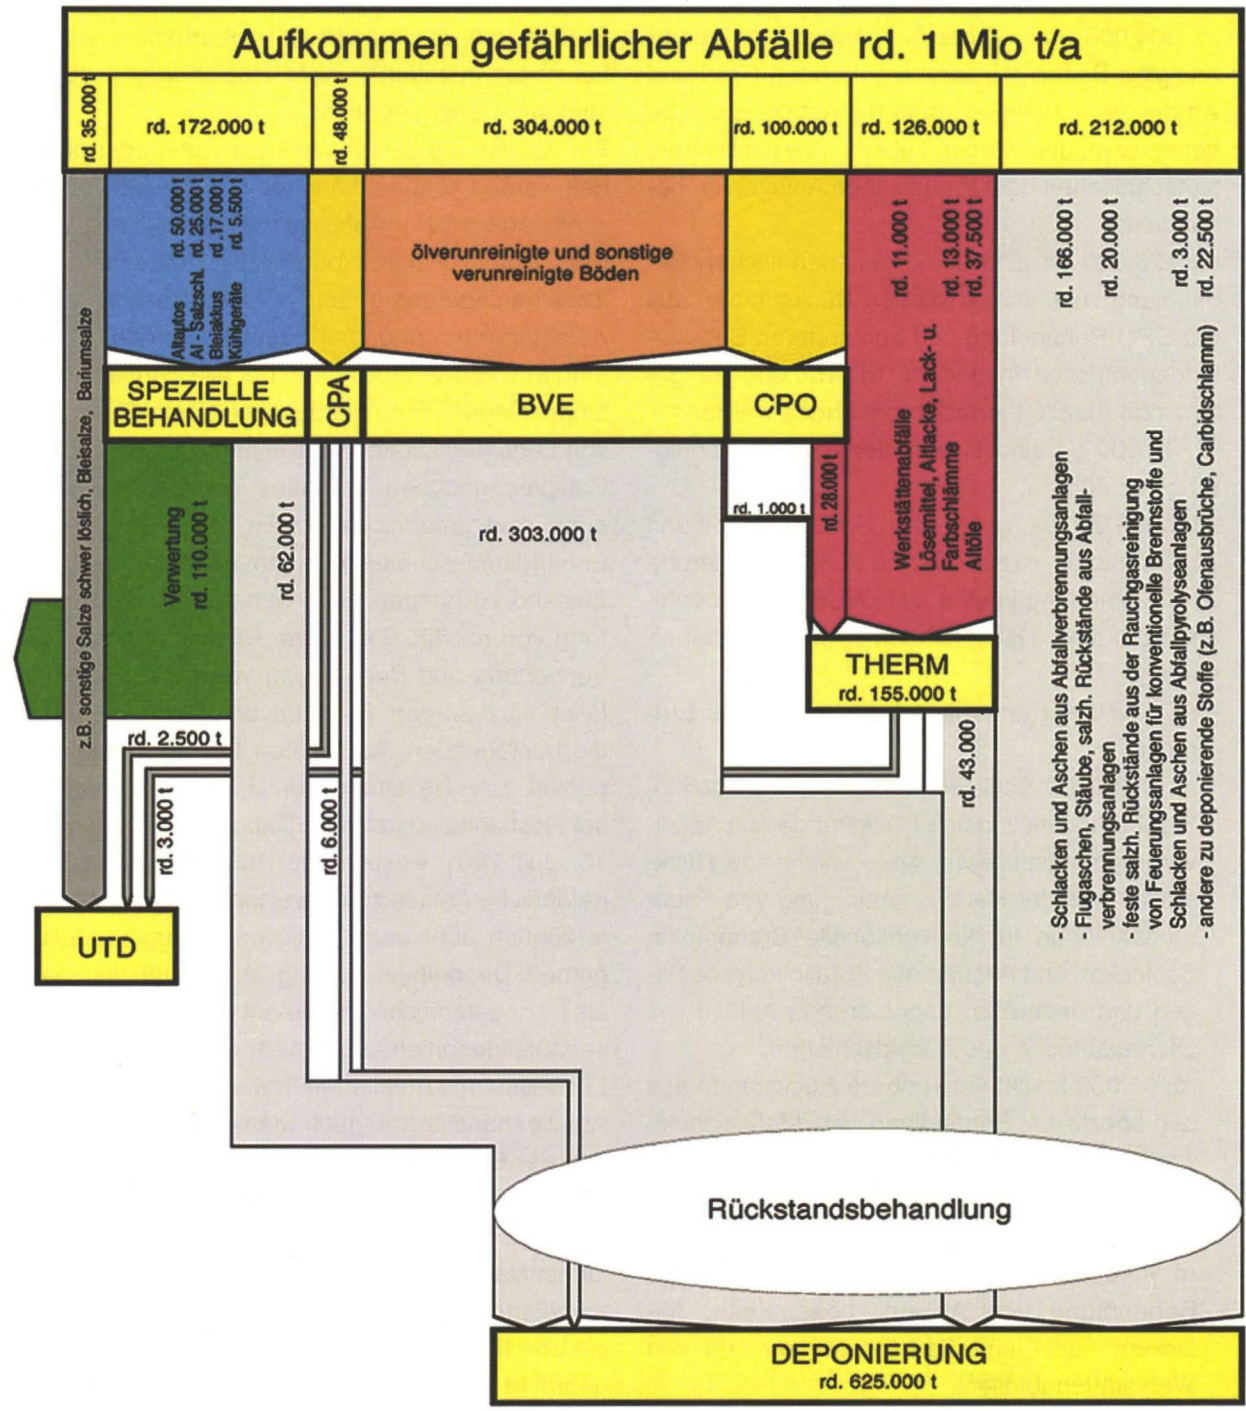 Aufkommen gefährlicher Abfälle rd. 1 Mio t/a
rd. 35.000 t
rd. 172.000 t
rd. 48.000 t
rd. 304.000 t
rd. 100.000 t
rd. 126.000 t
rd. 212.000 t
z.B. sonstige Salze schwer löslich, Bleisalze, Bariumsalze
Altautos rd. 50.000 t
Al - Salzschl. rd. 25.000 t
Bleiakkus rd .17.000 t
Kühlgeräte rd. 5.500 t
ölverunreinigte und sonstige
verunreinigte Böden
Werkstättenabfälle rd. 11.000 t
Lösemittel, Altlacke, Lack- u.
Farbschlämme rd. 13.000 t
Altöle rd. 37.500 t
- Schlacken und Aschen aus Abfallverbrennungsanlagen rd. 166.000 t
- Flugaschen, Stäube, salzh. Rückstände aus Abfall-
verbrennungsanlagen rd. 20.000 t
- feste salzh. Rückstände aus der Rauchgasreinigung
von Feuerungsanlagen für konventionelle Brennstoffe und
Schlacken und Aschen aus Abfallpyrolyseanlagen rd. 3.000 t
- andere zu deponierende Stoffe (z.B. Ofenausbrüche, Carbidschlamm) rd. 22.500 t
SPEZIELLE
BEHANDLUNG
CPA
BVE
CPO
Verwertung
rd. 110.000 t
rd. 62.000 t
rd. 303.000 t
rd. 1.000 t
rd. 28.000 t
THERM
rd. 155.000 t
rd. 2.500 t
rd. 3.000 t
rd. 6.000 t
rd. 43.000
UTD
Rückstandsbehandlung
DEPONIERUNG
rd. 625.000 t